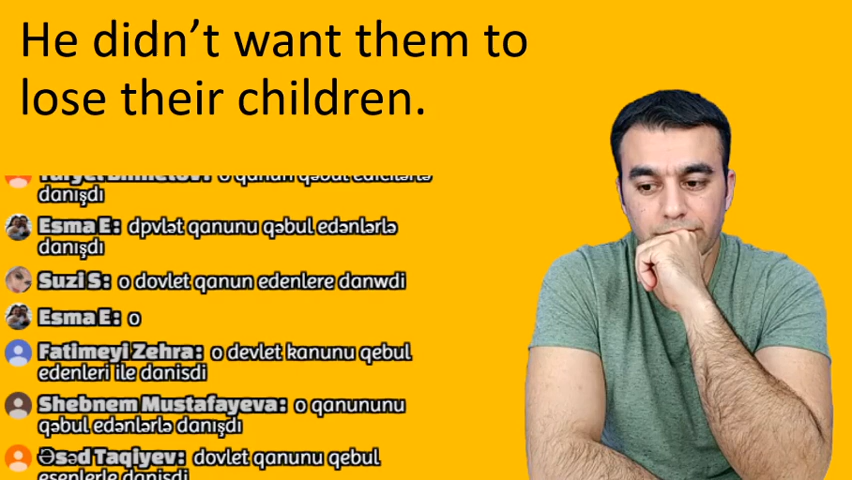 He didn’t want them to
lose their children.
danışdı
Esma E: dpvlət qanunu qəbul edənlərlə
danışdı
Suzi S: o dovlet qanun edenlere danwdi
Esma E: o
Fatimeyi Zehra: o devlet kanunu qebul
edenleri ile danisdi
Shebnem Mustafayeva: o qanununu
qəbul edənlərlə danışdı
Əsəd Taqiyev: dovlet qanunu qebul
esenlerle danisdi